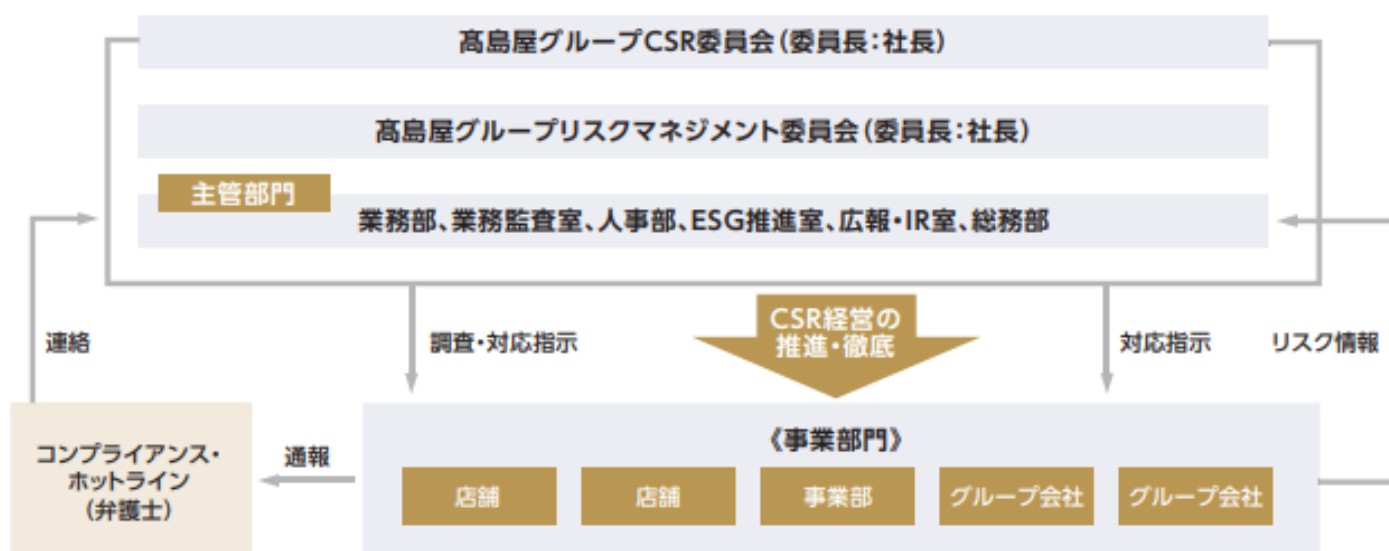 髙島屋グループCSR委員会(委員長:社長)
髙島屋グループリスクマネジメント委員会(委員長:社長)
主管部門
業務部、業務監査室、人事部、ESG推進室、広報・IR室、総務部
連絡
調査・対応指示
CSR経営の
推進・徹底
対応指示
リスク情報
コンプライアンス・
ホットライン
(弁護士)
通報
《事業部門》
店舗
店舗
事業部
グループ会社
グループ会社